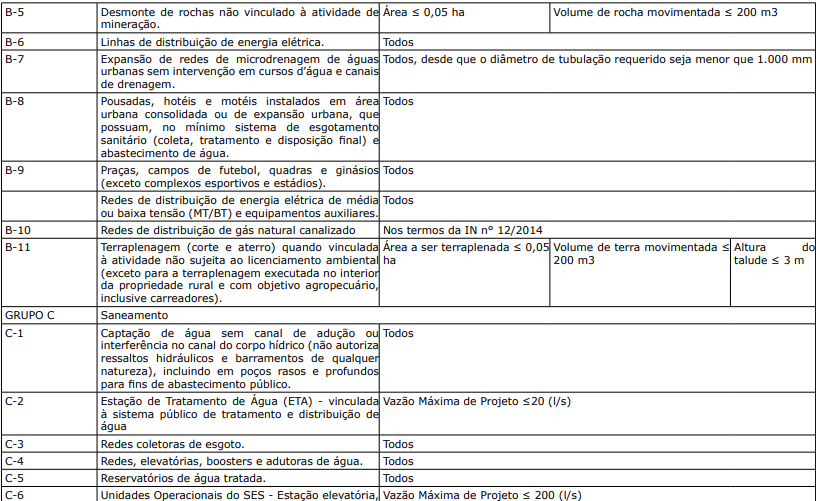 B-5 Desmonte de rochas não vinculado à atividade de Área ≤ 0,05 ha Volume de rocha movimentada ≤ 200 m3
mineração.
B-6 Linhas de distribuição de energia elétrica. Todos
B-7 Expansão de redes de microdrenagem de águas Todos, desde que o diâmetro de tubulação requerido seja menor que 1.000 mm
urbanas sem intervenção em cursos d’água e canais
de drenagem.
B-8 Pousadas, hotéis e motéis instalados em área Todos
urbana consolidada ou de expansão urbana, que
possuam, no mínimo sistema de esgotamento
sanitário (coleta, tratamento e disposição final) e
abastecimento de água.
B-9 Praças, campos de futebol, quadras e ginásios Todos
(exceto complexos esportivos e estádios).
Redes de distribuição de energia elétrica de média Todos
ou baixa tensão (MT/BT) e equipamentos auxiliares.
B-10 Redes de distribuição de gás natural canalizado Nos termos da IN n° 12/2014
B-11 Terraplenagem (corte e aterro) quando vinculada Área a ser terraplenada ≤ 0,05 Volume de terra movimentada ≤ Altura do
à atividade não sujeita ao licenciamento ambiental ha 200 m3 talude ≤ 3 m
(exceto para a terraplenagem executada no interior
da propriedade rural e com objetivo agropecuário,
inclusive carreadores).
GRUPO C Saneamento
C-1 Captação de água sem canal de adução ou Todos
interferência no canal do corpo hídrico (não autoriza
ressaltos hidráulicos e barramentos de qualquer
natureza), incluindo em poços rasos e profundos
para fins de abastecimento público.
C-2 Estação de Tratamento de Água (ETA) - vinculada Vazão Máxima de Projeto ≤20 (l/s)
à sistema público de tratamento e distribuição de
água
C-3 Redes coletoras de esgoto. Todos
C-4 Redes, elevatórias, boosters e adutoras de água. Todos
C-5 Reservatórios de água tratada. Todos
C-6 Unidades Operacionais do SES - Estação elevatória, Vazão Máxima de Projeto ≤ 200 (l/s)